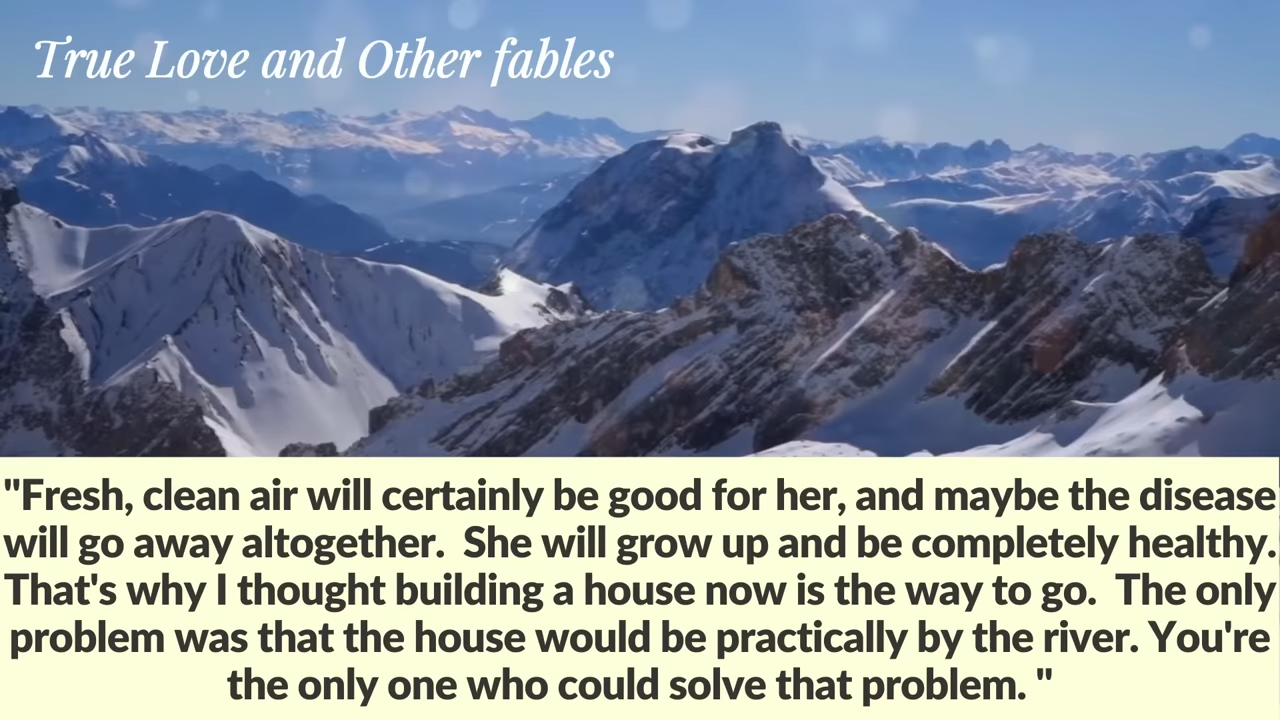 True Love and Other fables
"Fresh, clean air will certainly be good for her, and maybe the disease
will go away altogether.  She will grow up and be completely healthy.
That's why I thought building a house now is the way to go.  The only
problem was that the house would be practically by the river. You're
the only one who could solve that problem. "